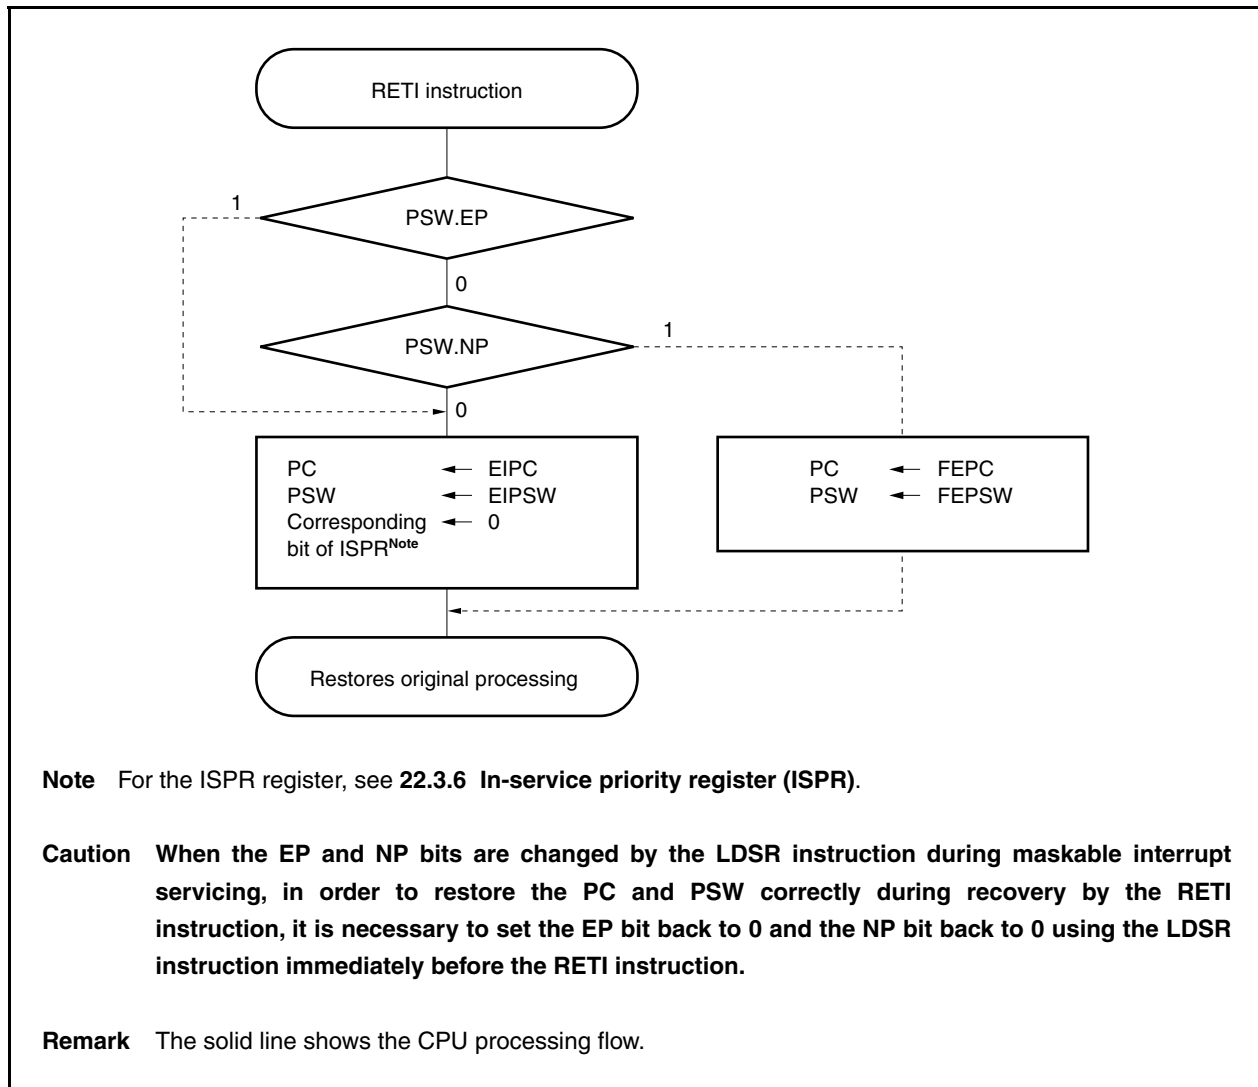 RETI instruction
1
PSW.EP
0
1
PSW.NP
0
PC ← EIPC
PSW ← EIPSW
Corresponding ← 0
bit of ISPRNote
PC ← FEPC
PSW ← FEPSW
Restores original processing
Note For the ISPR register, see 22.3.6 In-service priority register (ISPR).
Caution When the EP and NP bits are changed by the LDSR instruction during maskable interrupt
servicing, in order to restore the PC and PSW correctly during recovery by the RETI
instruction, it is necessary to set the EP bit back to 0 and the NP bit back to 0 using the LDSR
instruction immediately before the RETI instruction.
Remark The solid line shows the CPU processing flow.